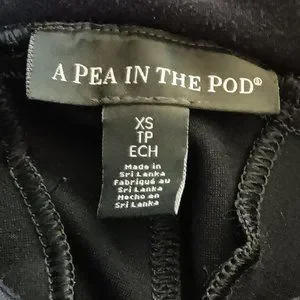 A PEA IN THE POD®
XS
TP
ECH
Made in
Sri Lanka
Fabriqué au
Sri Lanka
Hecho en
Sri Lanka